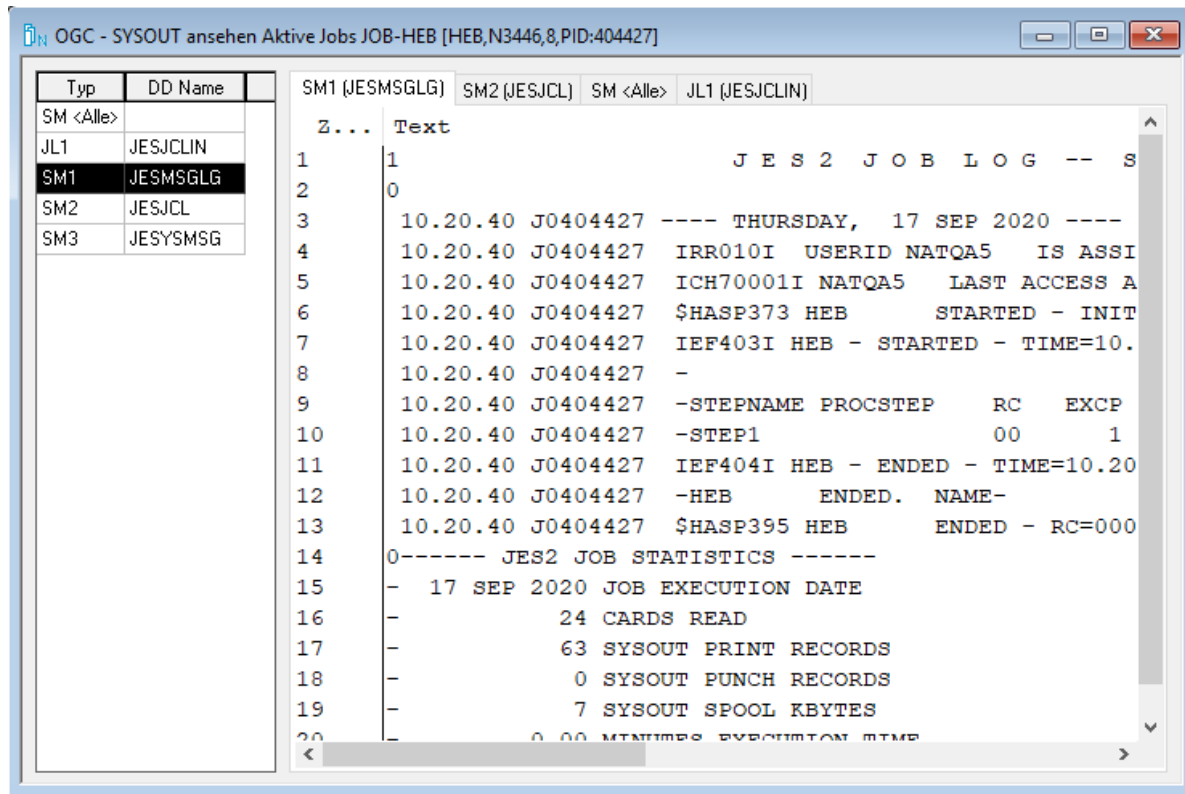 OGC - SYSOUT ansehen Aktive Jobs JOB-HEB [HEB,N3446,8,PID:404427]
Typ DD Name
SM <Alle>
JL1 JESJCLIN
SM1 JESMSGLG
SM2 JESJCL
SM3 JESYSMSG
SM1 (JESMSGLG) SM2 (JESJCL) SM <Alle> JL1 (JESJCLIN)
Z... Text
1 1 J E S 2 J O B L O G -- S
2 0
3 10.20.40 J0404427 ---- THURSDAY, 17 SEP 2020 ----
4 10.20.40 J0404427 IRR010I USERID NATQA5 IS ASSI
5 10.20.40 J0404427 ICH70001I NATQA5 LAST ACCESS A
6 10.20.40 J0404427 $HASP373 HEB STARTED - INIT
7 10.20.40 J0404427 IEF403I HEB - STARTED - TIME=10.
8 10.20.40 J0404427 -
9 10.20.40 J0404427 -STEPNAME PROCSTEP RC EXCP
10 10.20.40 J0404427 -STEP1 00 1
11 10.20.40 J0404427 IEF404I HEB - ENDED - TIME=10.20
12 10.20.40 J0404427 -HEB ENDED. NAME-
13 10.20.40 J0404427 $HASP395 HEB ENDED - RC=000
14 0------ JES2 JOB STATISTICS ------
15 - 17 SEP 2020 JOB EXECUTION DATE
16 - 24 CARDS READ
17 - 63 SYSOUT PRINT RECORDS
18 - 0 SYSOUT PUNCH RECORDS
19 - 7 SYSOUT SPOOL KBYTES
20 - 0.00 MINUTES EXECUTION TIME